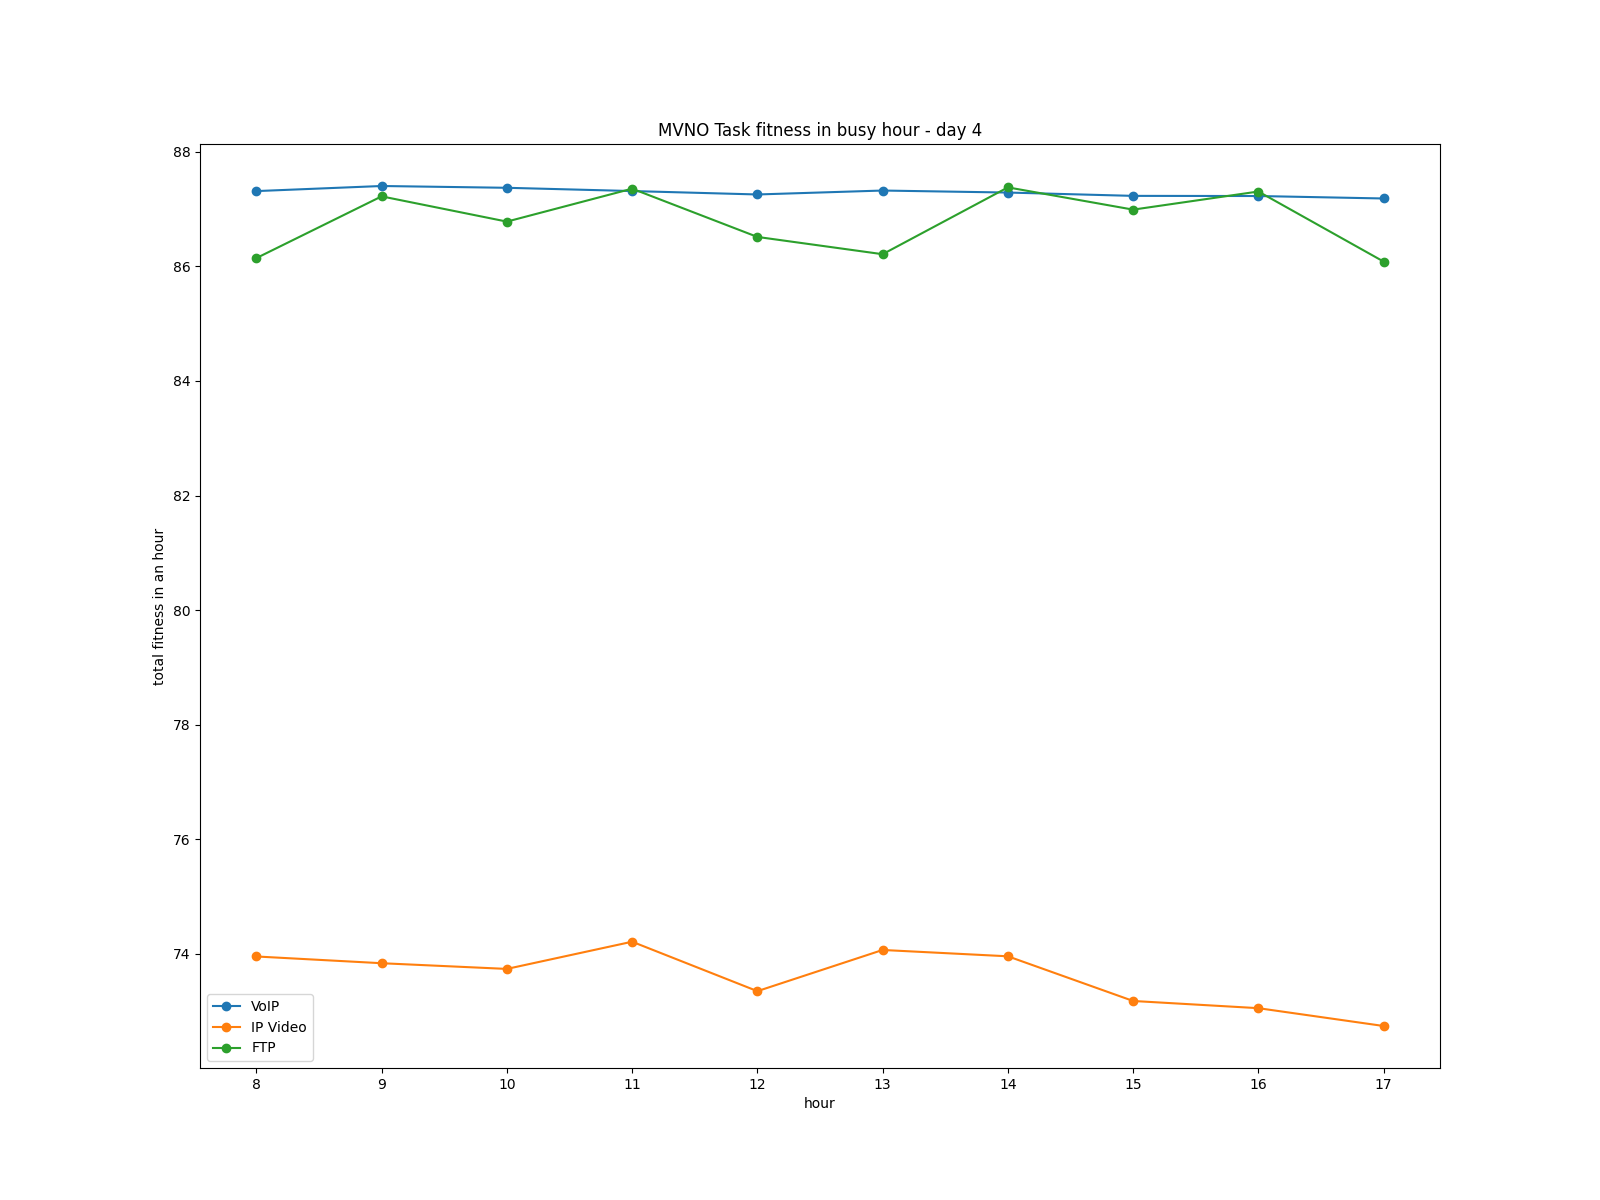 MVNO Task fitness in busy hour - day 4
88
86
84
82
80
78
76
74
total fitness in an hour
VoIP
IP Video
FTP
8 9 10 11 12 13 14 15 16 17
hour